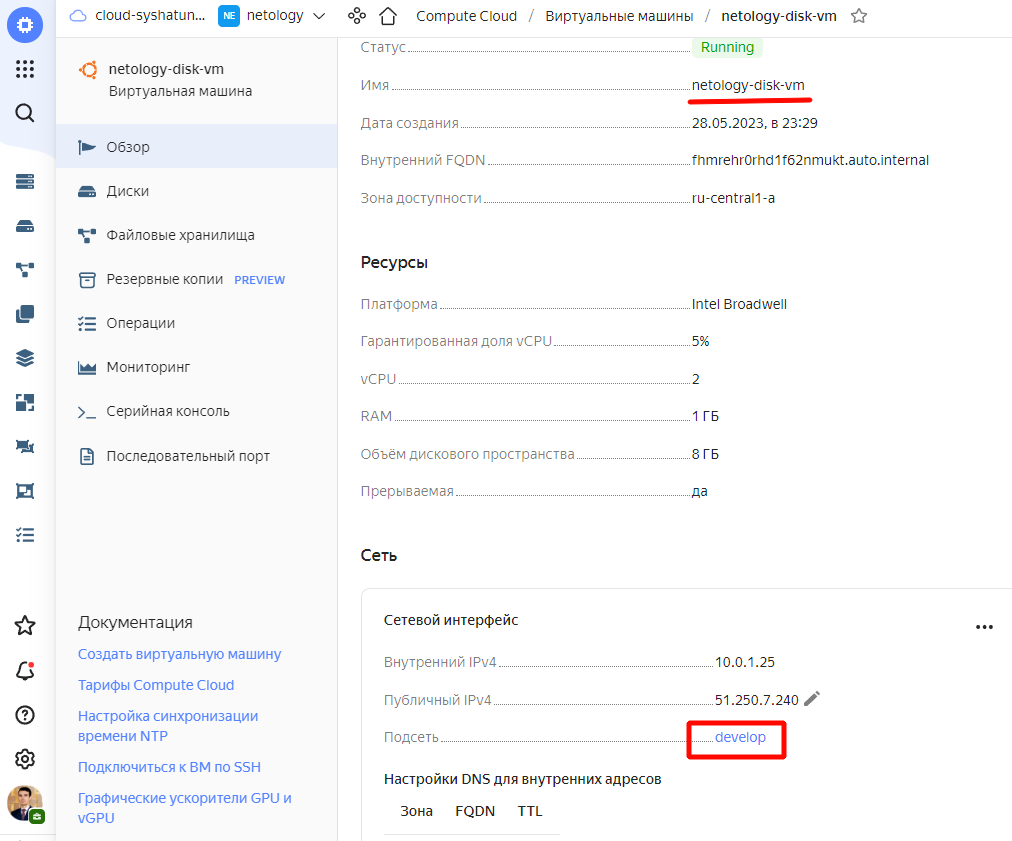 cloud-syshatun... NE netology Compute Cloud / Виртуальные машины / netology-disk-vm
netology-disk-vm
Виртуальная машина
Обзор
Диски
Файловые хранилища
Резервные копии PREVIEW
Операции
Мониторинг
Серийная консоль
Последовательный порт
Документация
Создать виртуальную машину
Тарифы Compute Cloud
Настройка синхронизации
времени NTP
Подключиться к ВМ по SSH
Графические ускорители GPU и
vGPU
Статус Running
Имя netology-disk-vm
Дата создания 28.05.2023, в 23:29
Внутренний FQDN fhmrehr0rhd1f62nmukt.auto.internal
Зона доступности ru-central1-a
Ресурсы
Платформа Intel Broadwell
Гарантированная доля vCPU 5%
vCPU 2
RAM 1 ГБ
Объём дискового пространства 8 ГБ
Прерываемая да
Сеть
Сетевой интерфейс
Внутренний IPv4 10.0.1.25
Публичный IPv4 51.250.7.240
Подсеть develop
Настройки DNS для внутренних адресов
Зона FQDN TTL